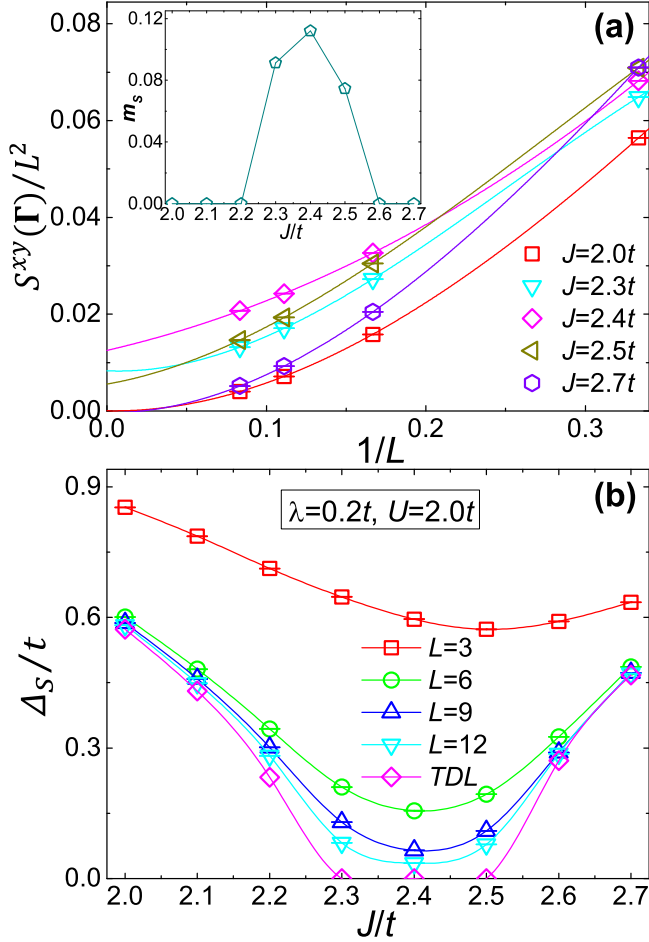 (a)
S^{xy}(Γ)/L^2
0.08
0.06
0.04
0.02
0.00
0.0 0.1 0.2 0.3
1/L
m_s
0.12
0.08
0.04
0.00
2.0 2.1 2.2 2.3 2.4 2.5 2.6 2.7
J/t
J=2.0t
J=2.3t
J=2.4t
J=2.5t
J=2.7t
(b)
λ=0.2t, U=2.0t
Δ_S/t
0.9
0.6
0.3
0.0
L=3
L=6
L=9
L=12
TDL
2.0 2.1 2.2 2.3 2.4 2.5 2.6 2.7
J/t